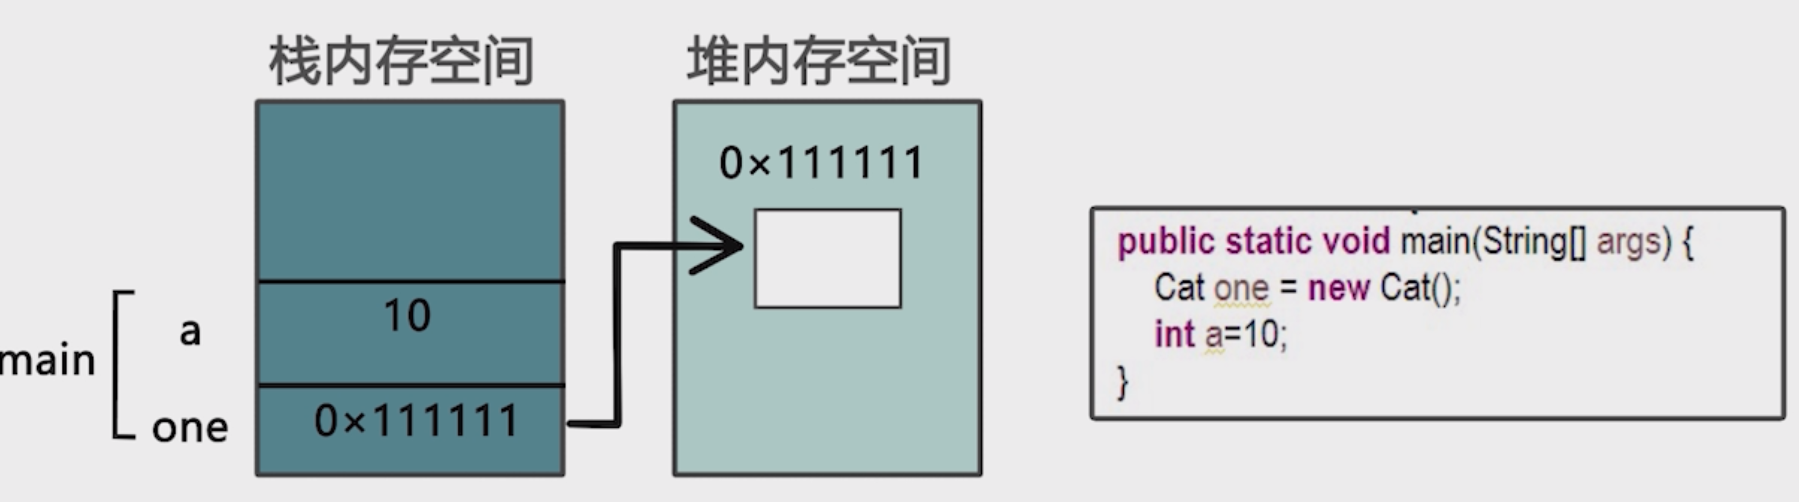 栈内存空间
堆内存空间
0×111111
10
a
main
one
0×111111
public static void main(String[] args) {
Cat one = new Cat();
int a=10;
}